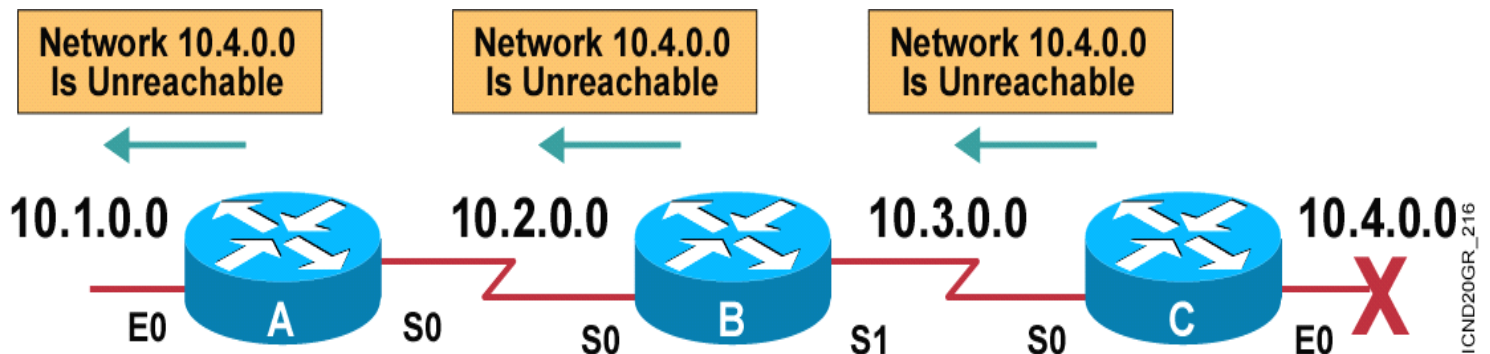 Network 10.4.0.0
Is Unreachable
Network 10.4.0.0
Is Unreachable
Network 10.4.0.0
Is Unreachable
10.1.0.0
10.2.0.0
10.3.0.0
10.4.0.0
A
B
C
E0
S0
S0
S1
S0
E0
ICND20GR_216